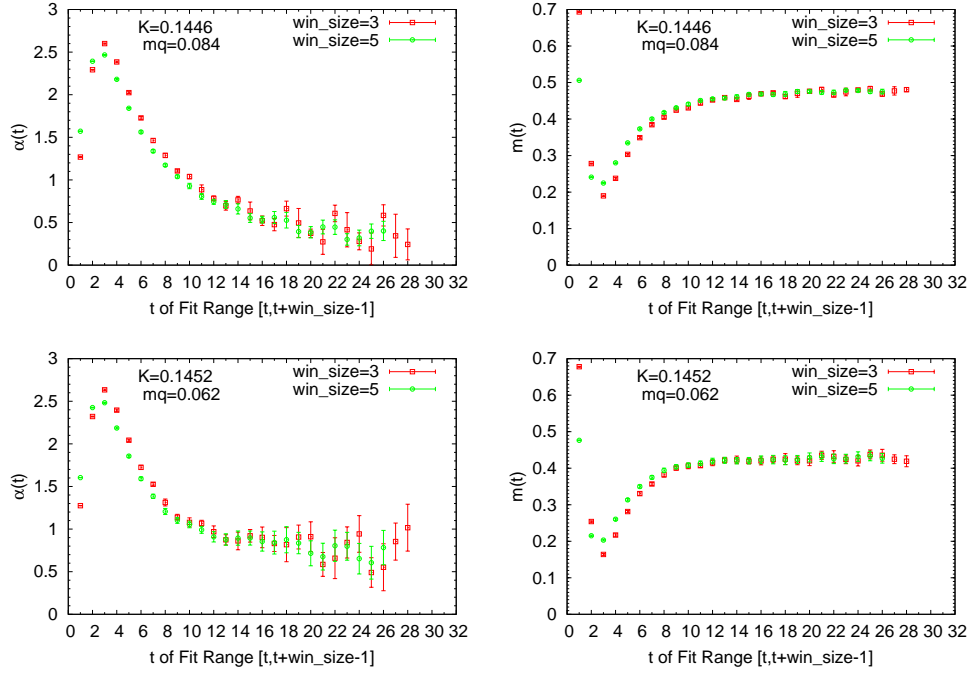 K=0.1446
mq=0.084
win_size=3
win_size=5
α(t)
3
2.5
2
1.5
1
0.5
0
0 2 4 6 8 10 12 14 16 18 20 22 24 26 28 30 32
t of Fit Range [t,t+win_size-1]
K=0.1446
mq=0.084
win_size=3
win_size=5
m(t)
0.7
0.6
0.5
0.4
0.3
0.2
0.1
0
0 2 4 6 8 10 12 14 16 18 20 22 24 26 28 30 32
t of Fit Range [t,t+win_size-1]
K=0.1452
mq=0.062
win_size=3
win_size=5
α(t)
3
2.5
2
1.5
1
0.5
0
0 2 4 6 8 10 12 14 16 18 20 22 24 26 28 30 32
t of Fit Range [t,t+win_size-1]
K=0.1452
mq=0.062
win_size=3
win_size=5
m(t)
0.7
0.6
0.5
0.4
0.3
0.2
0.1
0
0 2 4 6 8 10 12 14 16 18 20 22 24 26 28 30 32
t of Fit Range [t,t+win_size-1]